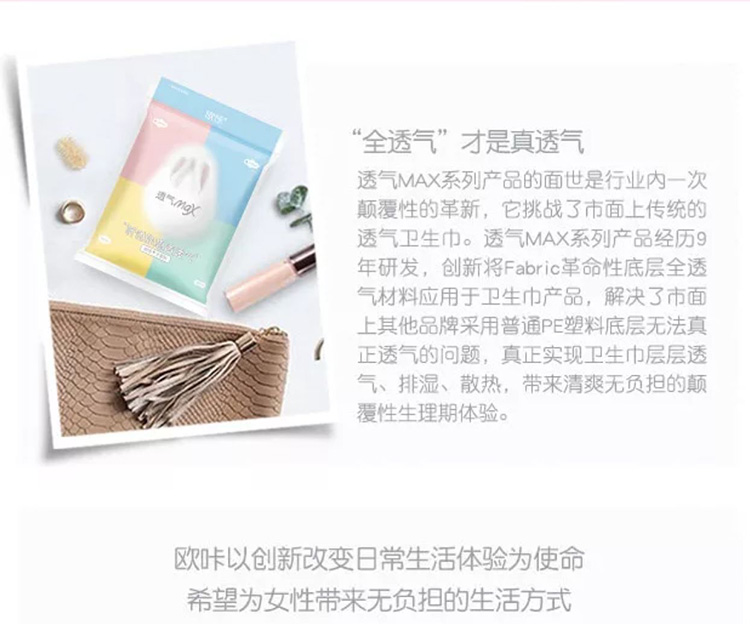 欧咔
透气MAX
“全透气”才是真透气
透气MAX系列产品的面世是行业内一次
颠覆性的革新，它挑战了市面上传统的
透气卫生巾。透气MAX系列产品经历9
年研发，创新将Fabric革命性底层全透
气材料应用于卫生巾产品，解决了市面
上其他品牌采用普通PE塑料底层无法真
正透气的问题，真正实现卫生巾层层透
气、排湿、散热，带来清爽无负担的颠
覆性生理期体验。
欧咔以创新改变日常生活体验为使命
希望为女性带来无负担的生活方式